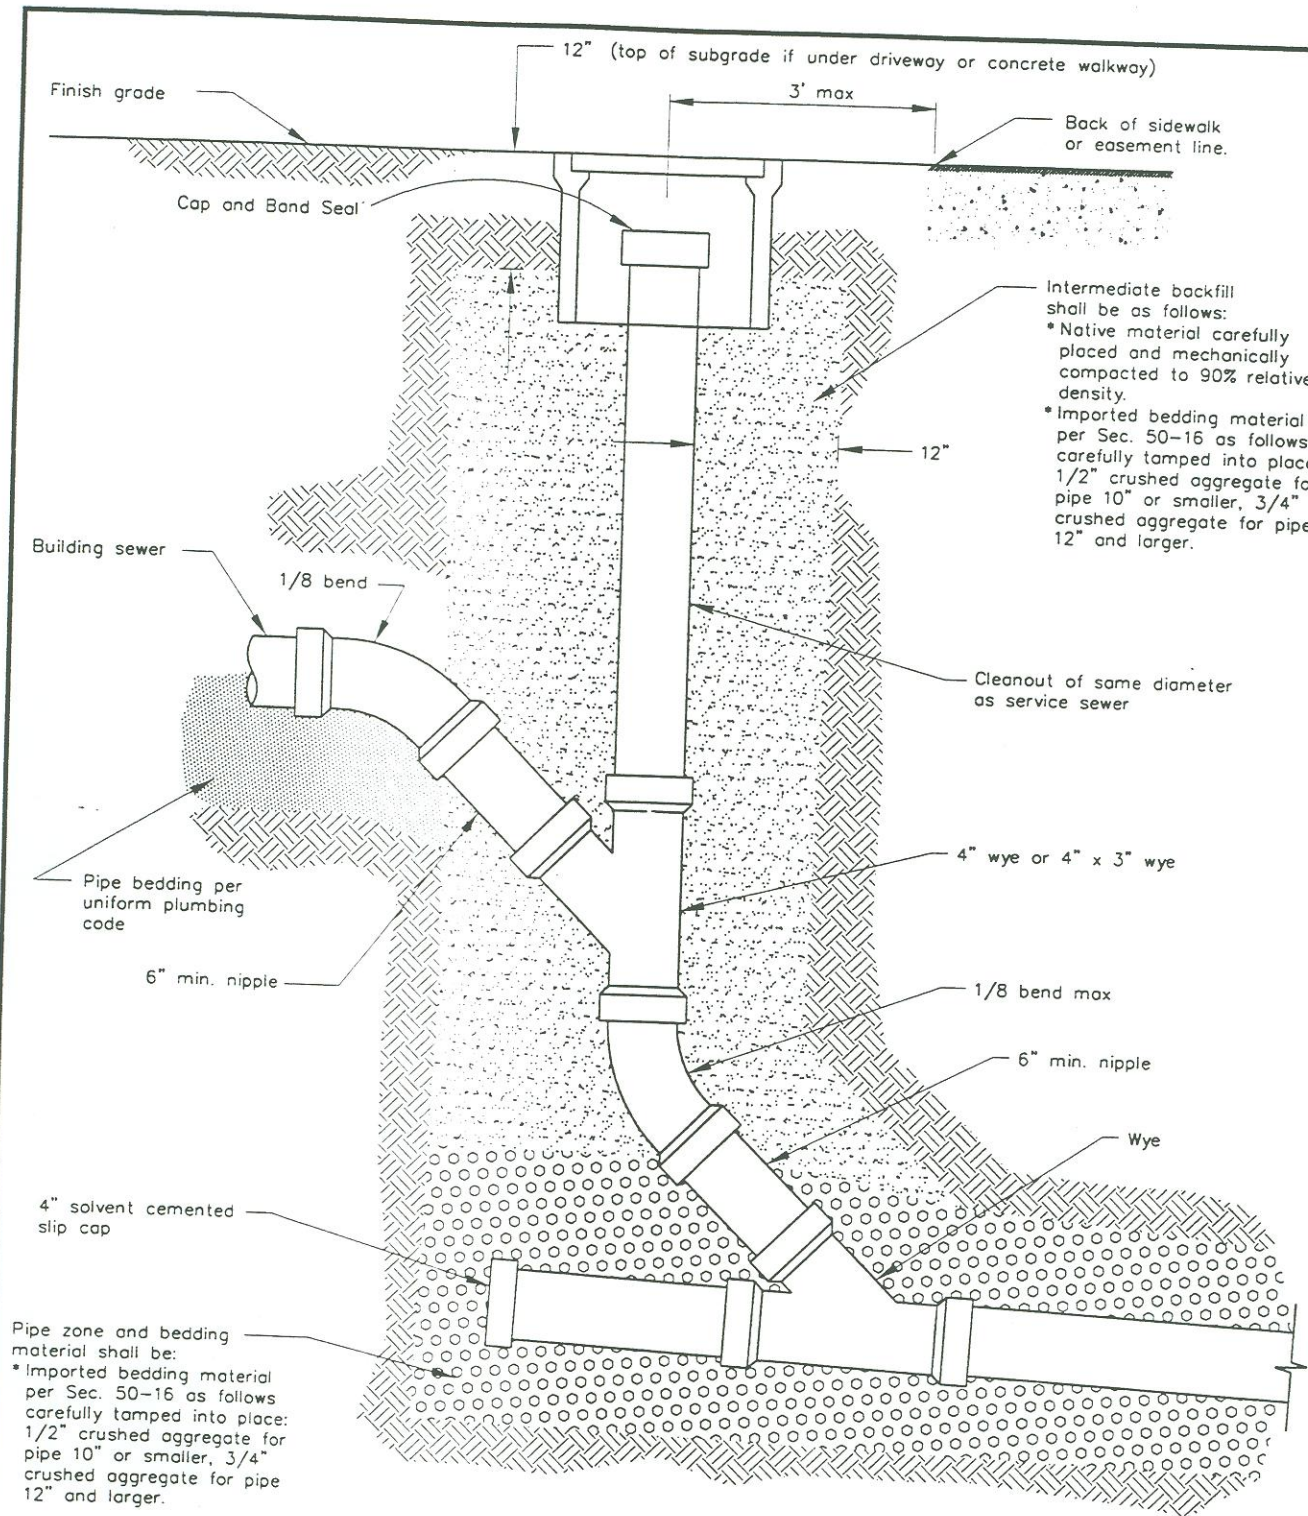 12" (top of subgrade if under driveway or concrete walkway)
Finish grade
3' max
Back of sidewalk
or easement line.
Cap and Band Seal
Intermediate backfill
shall be as follows:
* Native material carefully
placed and mechanically
compacted to 90% relative
density.
* Imported bedding material
per Sec. 50-16 as follows
carefully tamped into place
1/2" crushed aggregate fo
pipe 10" or smaller, 3/4"
crushed aggregate for pipe
12" and larger.
12"
Building sewer
1/8 bend
Cleanout of same diameter
as service sewer
4" wye or 4" x 3" wye
Pipe bedding per
uniform plumbing
code
6" min. nipple
1/8 bend max
6" min. nipple
Wye
4" solvent cemented
slip cap
Pipe zone and bedding
material shall be:
* Imported bedding material
per Sec. 50-16 as follows
carefully tamped into place:
1/2" crushed aggregate for
pipe 10" or smaller, 3/4"
crushed aggregate for pipe
12" and larger.